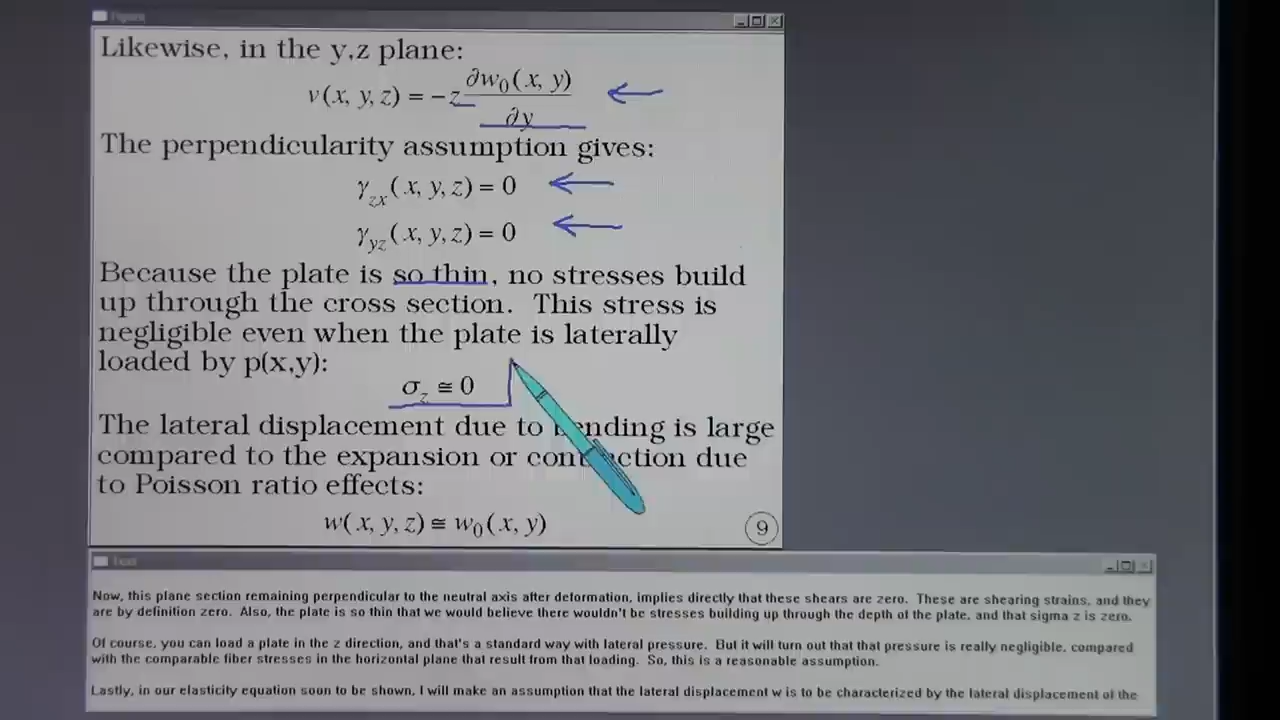 Figure
Likewise, in the y,z plane:
v(x, y, z) = −z ∂w₀(x, y) / ∂y
The perpendicularity assumption gives:
γzx(x, y, z) = 0
γyz(x, y, z) = 0
Because the plate is so thin, no stresses build
up through the cross section. This stress is
negligible even when the plate is laterally
loaded by p(x,y):
σz ≅ 0
The lateral displacement due to bending is large
compared to the expansion or contraction due
to Poisson ratio effects:
w(x, y, z) ≅ w₀(x, y)
9
Text
Now, this plane section remaining perpendicular to the neutral axis after deformation, implies directly that these shears are zero. These are shearing strains, and they
are by definition zero. Also, the plate is so thin that we would believe there wouldn't be stresses building up through the depth of the plate, and that sigma z is zero.
Of course, you can load a plate in the z direction, and that's a standard way with lateral pressure. But it will turn out that that pressure is really negligible, compared
with the comparable fiber stresses in the horizontal plane that result from that loading. So, this is a reasonable assumption.
Lastly, in our elasticity equation soon to be shown, I will make an assumption that the lateral displacement w is to be characterized by the lateral displacement of the